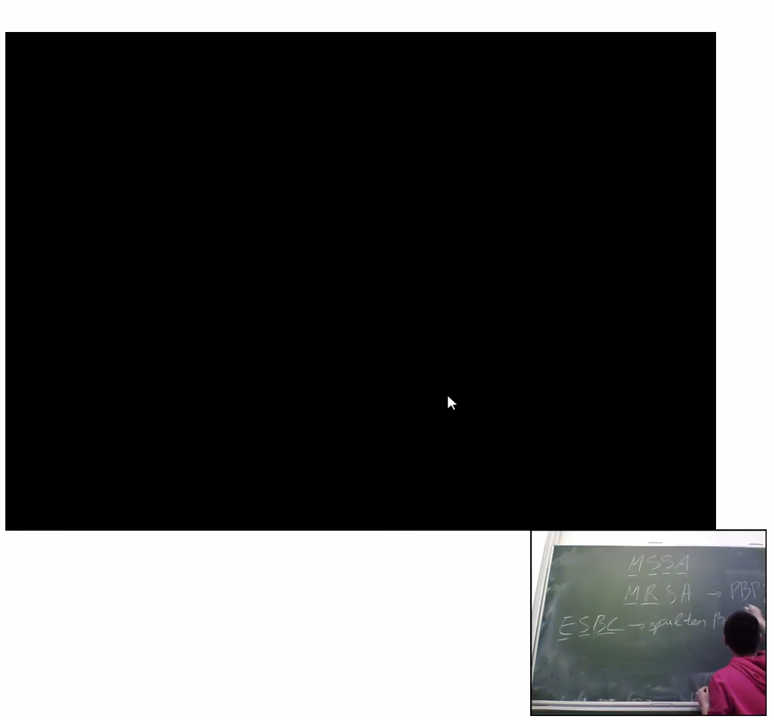 MSSA
MRSA → PBP
ESBL → spalten β